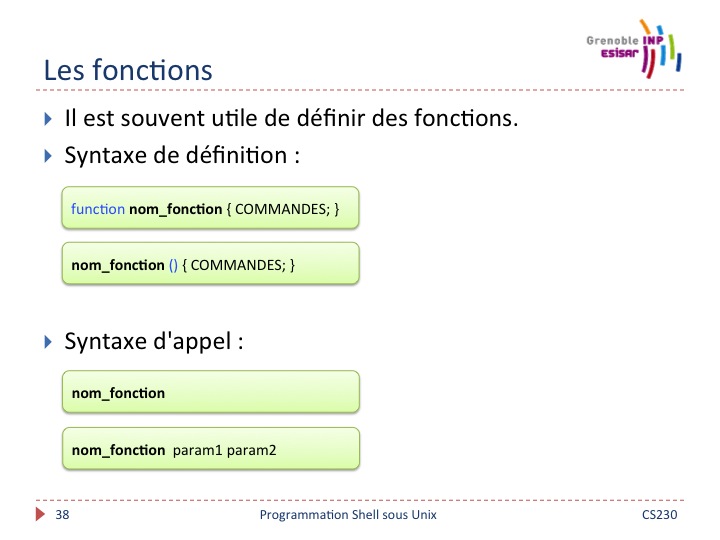 Grenoble INP
esisar
Les fonctions
Il est souvent utile de définir des fonctions.
Syntaxe de définition :
function nom_fonction { COMMANDES; }
nom_fonction () { COMMANDES; }
Syntaxe d'appel :
nom_fonction
nom_fonction param1 param2
38 Programmation Shell sous Unix CS230